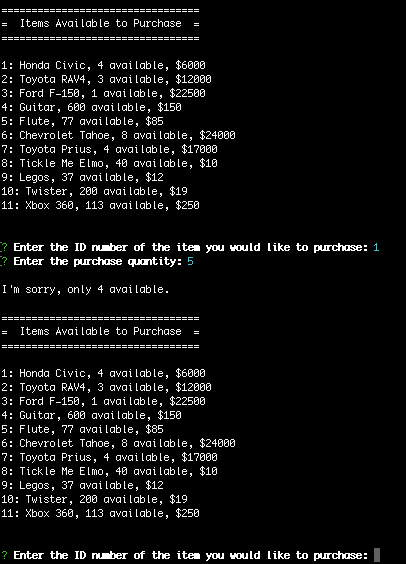 =================================
=  Items Available to Purchase  =
=================================
1: Honda Civic, 4 available, $6000
2: Toyota RAV4, 3 available, $12000
3: Ford F-150, 1 available, $22500
4: Guitar, 600 available, $150
5: Flute, 77 available, $85
6: Chevrolet Tahoe, 8 available, $24000
7: Toyota Prius, 4 available, $17000
8: Tickle Me Elmo, 40 available, $10
9: Legos, 37 available, $12
10: Twister, 200 available, $19
11: Xbox 360, 113 available, $250
? Enter the ID number of the item you would like to purchase: 1
? Enter the purchase quantity: 5
I'm sorry, only 4 available.
=================================
=  Items Available to Purchase  =
=================================
1: Honda Civic, 4 available, $6000
2: Toyota RAV4, 3 available, $12000
3: Ford F-150, 1 available, $22500
4: Guitar, 600 available, $150
5: Flute, 77 available, $85
6: Chevrolet Tahoe, 8 available, $24000
7: Toyota Prius, 4 available, $17000
8: Tickle Me Elmo, 40 available, $10
9: Legos, 37 available, $12
10: Twister, 200 available, $19
11: Xbox 360, 113 available, $250
? Enter the ID number of the item you would like to purchase: